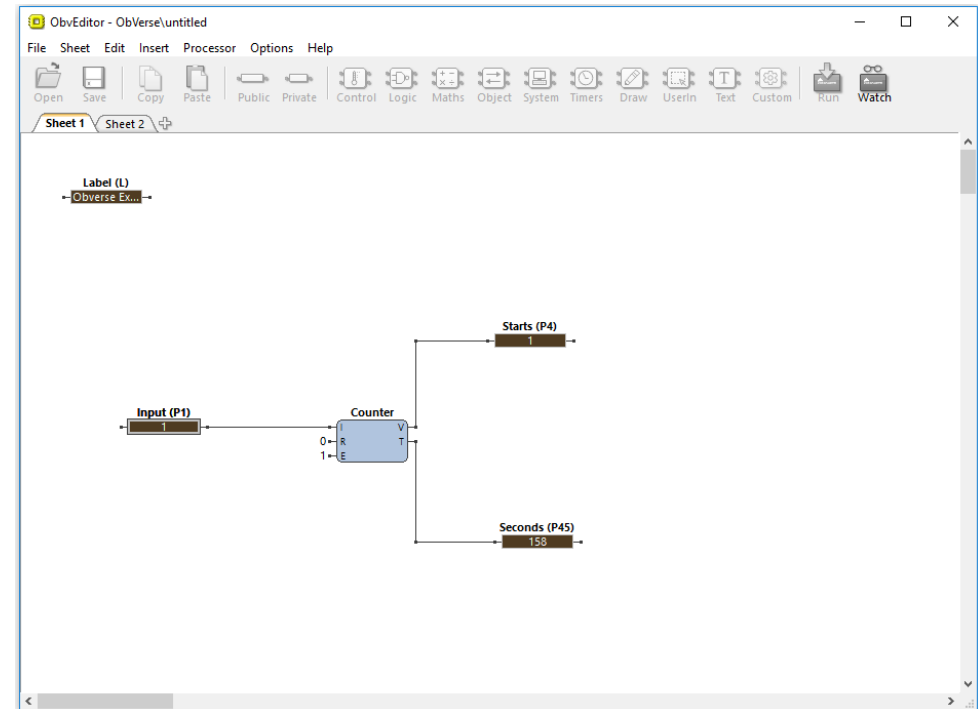 ObvEditor - ObVerse\untitled
File Sheet Edit Insert Processor Options Help
Open Save Copy Paste Public Private Control Logic Maths Object System Timers Draw UserIn Text Custom Run Watch
Sheet 1 Sheet 2
Label (L)
Obverse Ex...
Starts (P4)
1
Input (P1)
1
Counter
I V
0 R T
1 E
Seconds (P45)
158